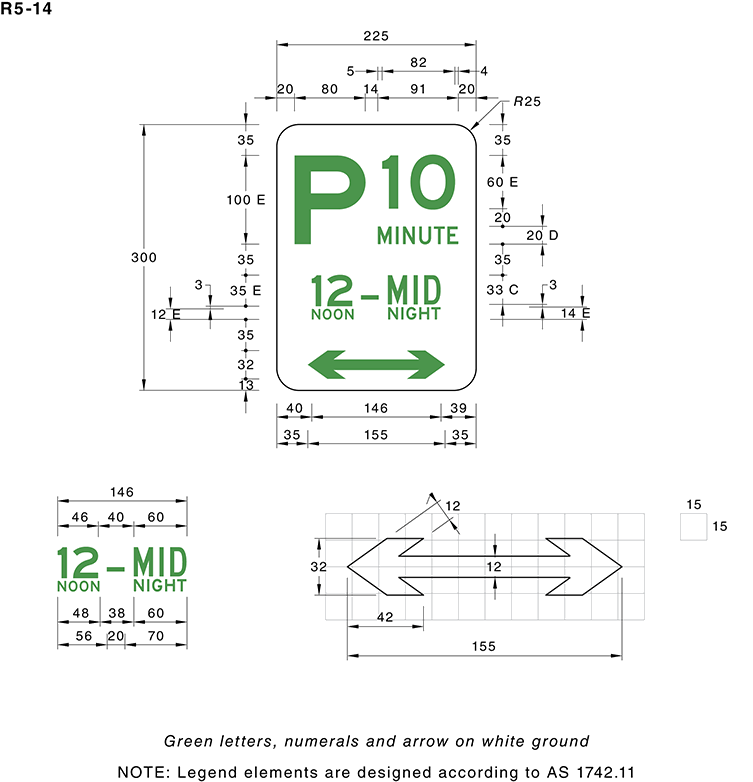 R5-14
225
5 82 4
20 80 14 91 20
R25
35 35
100 E 60 E
P 10
20
MINUTE 20 D
300
35 35
3 35 E 12 – MID 33 C 3
12 E NOON NIGHT 14 E
35
32
13
40 146 39
35 155 35
146
46 40 60
12 – MID
NOON NIGHT
48 38 60
56 20 70
12
15
15
32 12
42
155
Green letters, numerals and arrow on white ground
NOTE: Legend elements are designed according to AS 1742.11